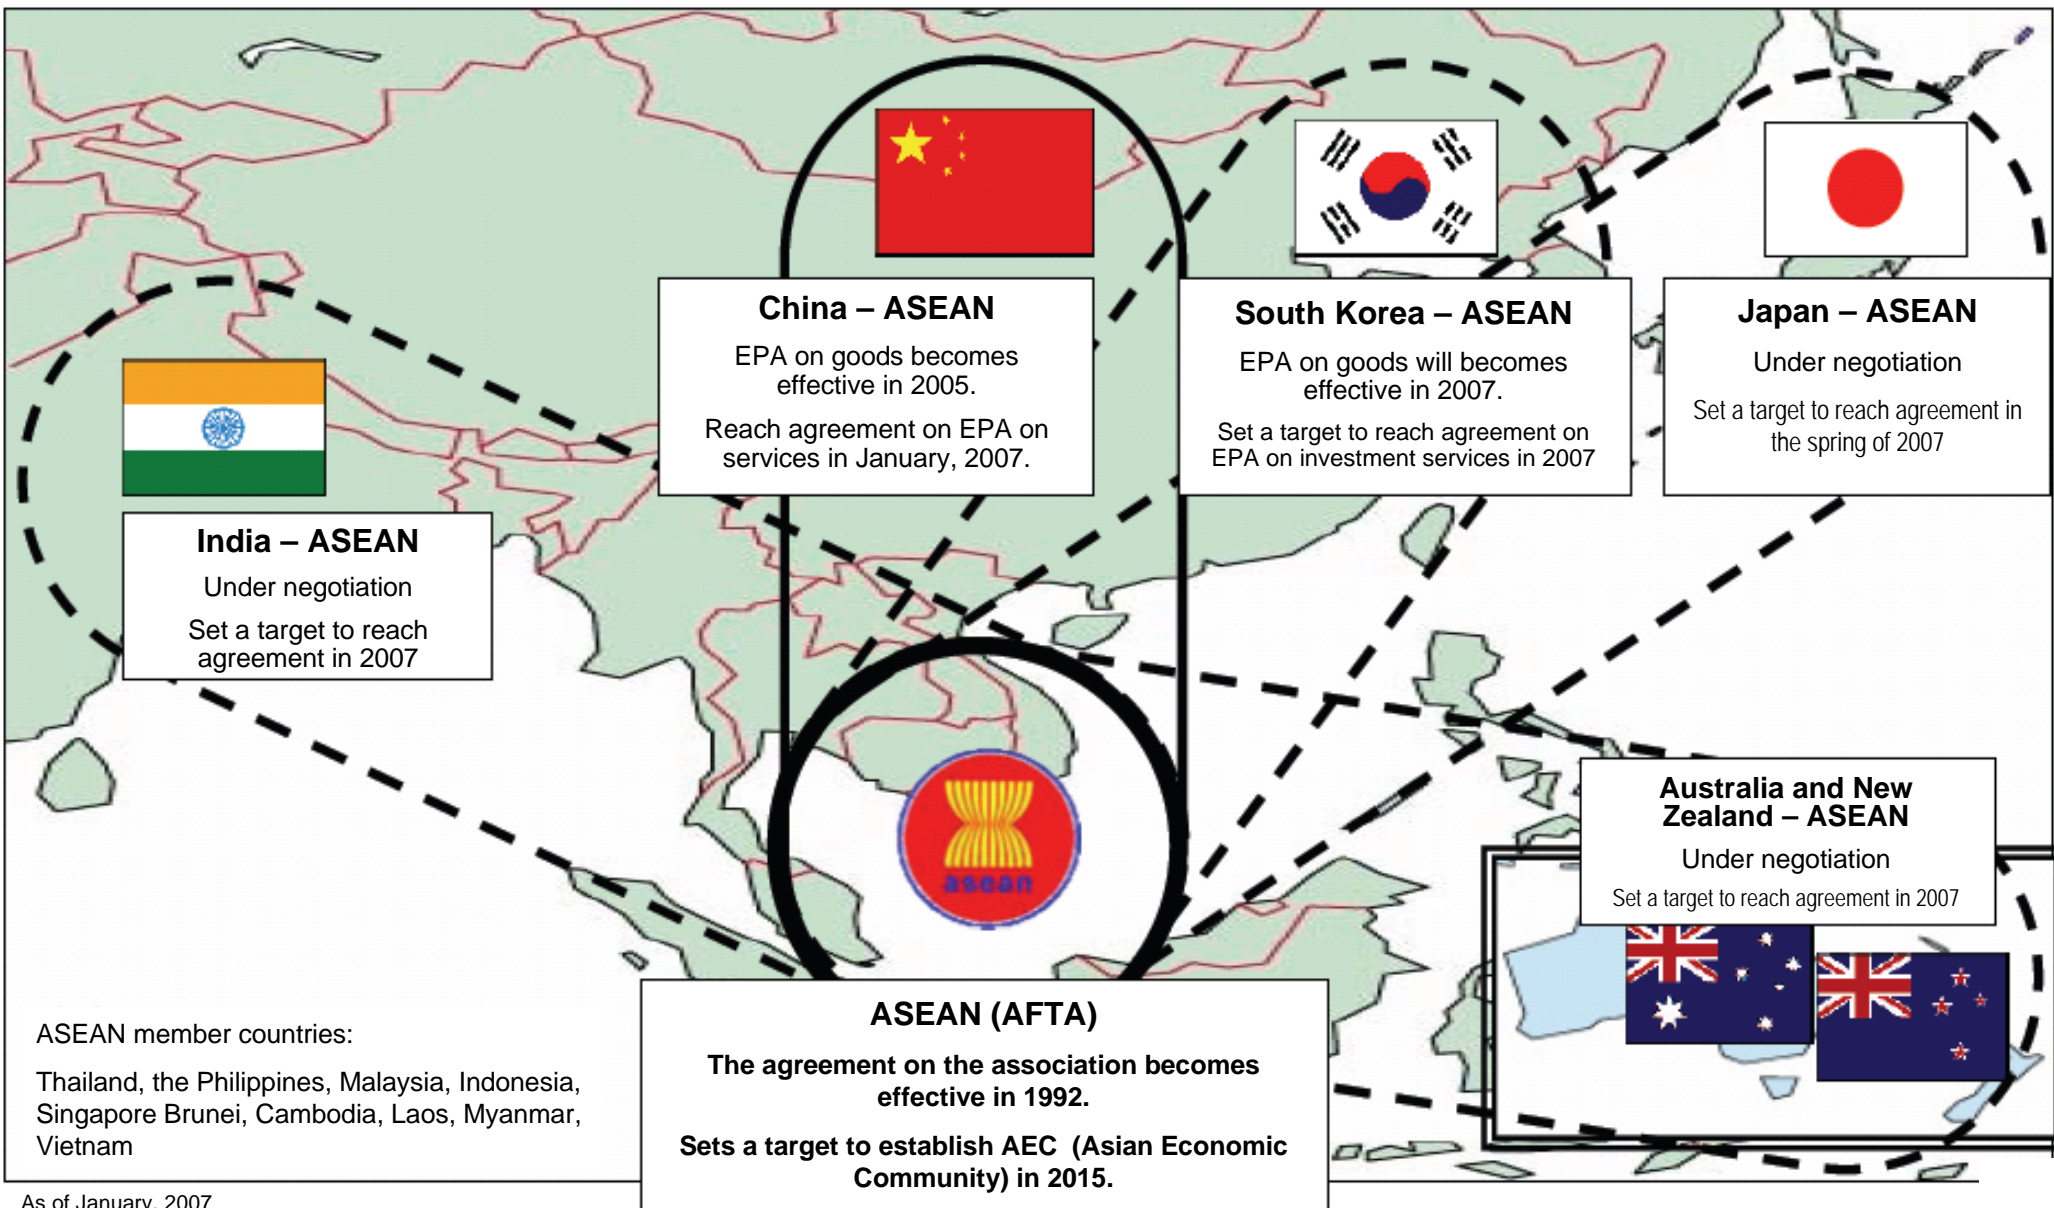 China – ASEAN
EPA on goods becomes
effective in 2005.
Reach agreement on EPA on
services in January, 2007.
South Korea – ASEAN
EPA on goods will becomes
effective in 2007.
Set a target to reach agreement on
EPA on investment services in 2007
Japan – ASEAN
Under negotiation
Set a target to reach agreement in
the spring of 2007
India – ASEAN
Under negotiation
Set a target to reach
agreement in 2007
asean
Australia and New
Zealand – ASEAN
Under negotiation
Set a target to reach agreement in 2007
ASEAN (AFTA)
The agreement on the association becomes
effective in 1992.
Sets a target to establish AEC (Asian Economic
Community) in 2015.
ASEAN member countries:
Thailand, the Philippines, Malaysia, Indonesia,
Singapore Brunei, Cambodia, Laos, Myanmar,
Vietnam
As of January, 2007